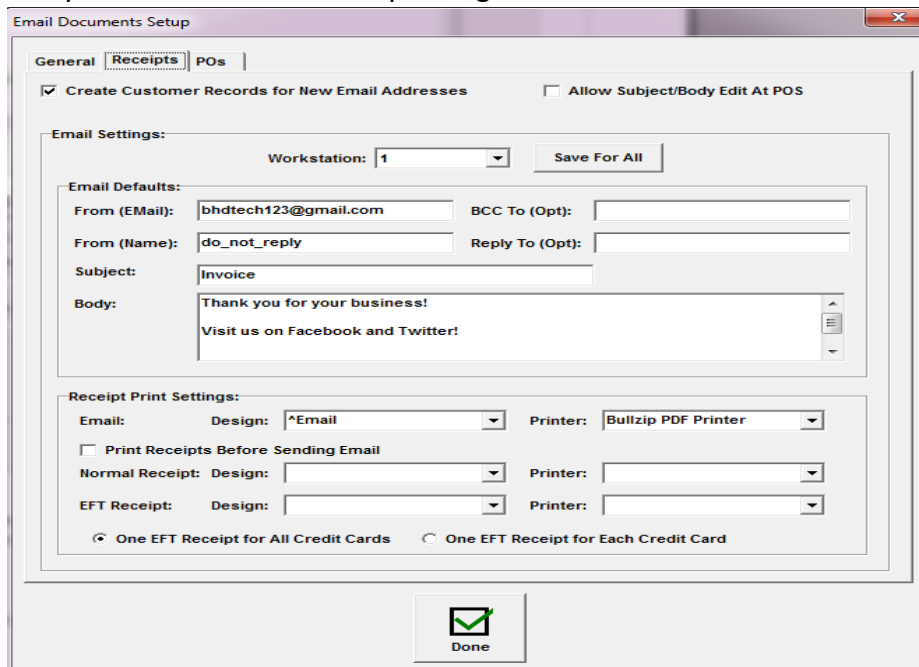 Email Documents Setup
General Receipts POs
Create Customer Records for New Email Addresses Allow Subject/Body Edit At POS
Email Settings:
Workstation: 1 Save For All
Email Defaults:
From (EMail): bhdtech123@gmail.com BCC To (Opt):
From (Name): do_not_reply Reply To (Opt):
Subject: Invoice
Body: Thank you for your business!
Visit us on Facebook and Twitter!
Receipt Print Settings:
Email: Design: ^Email Printer: Bullzip PDF Printer
Print Receipts Before Sending Email
Normal Receipt: Design: Printer:
EFT Receipt: Design: Printer:
One EFT Receipt for All Credit Cards One EFT Receipt for Each Credit Card
Done